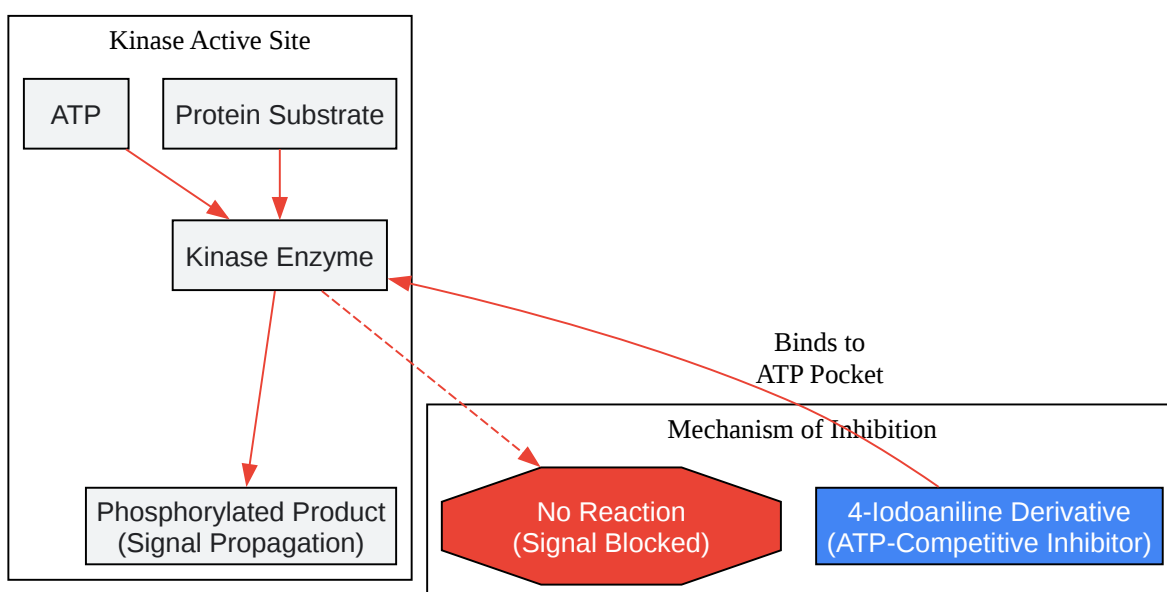 Kinase Active Site
ATP
Protein Substrate
Kinase Enzyme
Binds to
ATP Pocket
Mechanism of Inhibition
Phosphorylated Product
(Signal Propagation)
No Reaction
(Signal Blocked)
4-Iodoaniline Derivative
(ATP-Competitive Inhibitor)